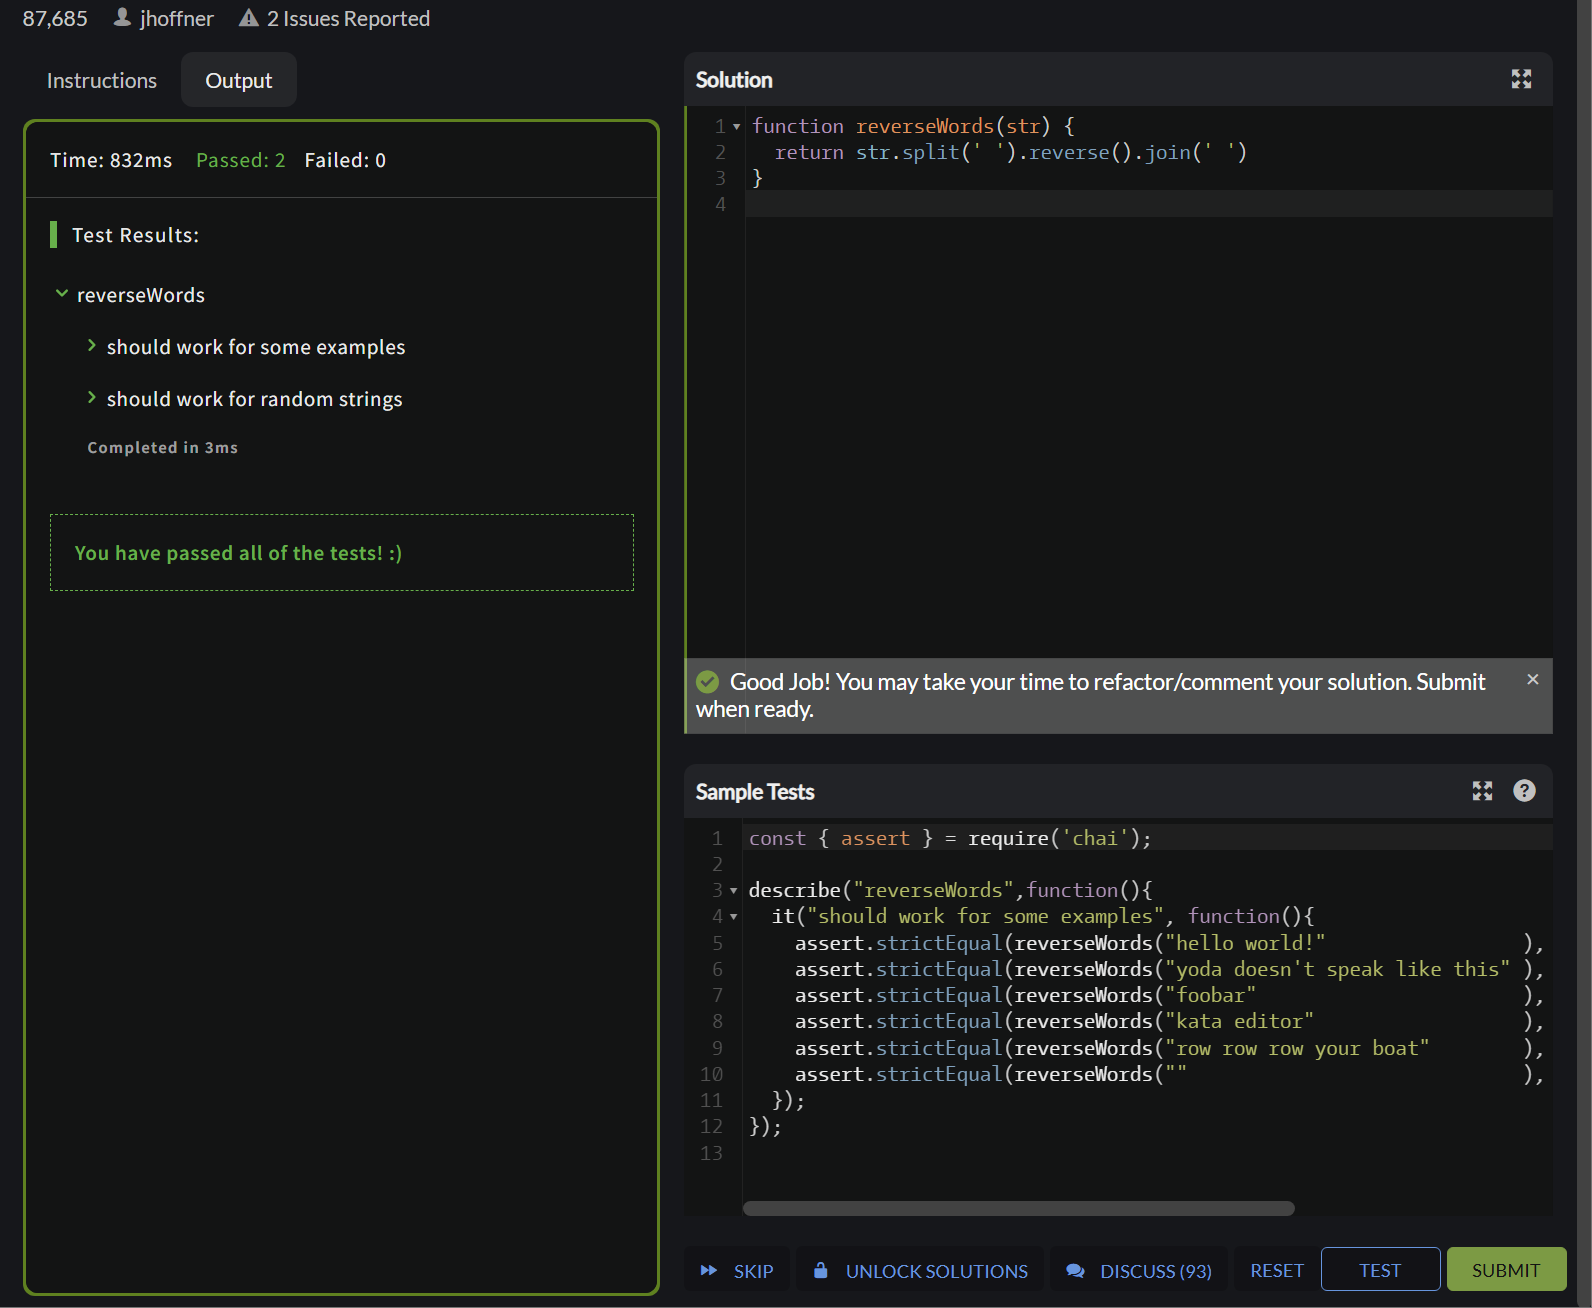 87,685 jhoffner 2 Issues Reported
Instructions Output
Time: 832ms Passed: 2 Failed: 0
Test Results:
reverseWords
should work for some examples
should work for random strings
Completed in 3ms
You have passed all of the tests! :)
Solution
1 function reverseWords(str) {
2   return str.split(' ').reverse().join(' ')
3 }
4
Good Job! You may take your time to refactor/comment your solution. Submit
when ready.
Sample Tests
1 const { assert } = require('chai');
2
3 describe("reverseWords",function(){
4   it("should work for some examples", function(){
5     assert.strictEqual(reverseWords("hello world!"                 ),
6     assert.strictEqual(reverseWords("yoda doesn't speak like this" ),
7     assert.strictEqual(reverseWords("foobar"                       ),
8     assert.strictEqual(reverseWords("kata editor"                  ),
9     assert.strictEqual(reverseWords("row row row your boat"        ),
10     assert.strictEqual(reverseWords(""                             ),
11   });
12 });
13
SKIP UNLOCK SOLUTIONS DISCUSS (93) RESET TEST SUBMIT